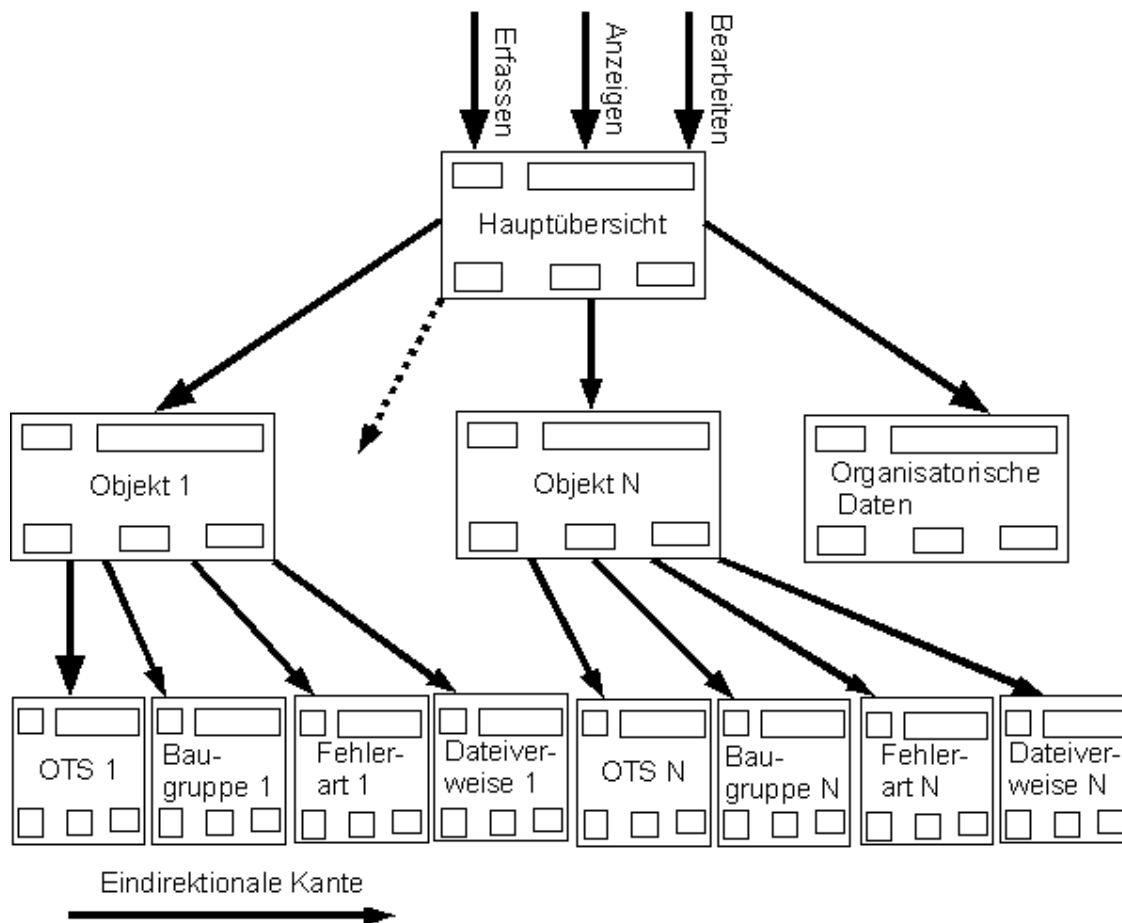 Erfassen
Anzeigen
Bearbeiten
Hauptübersicht
Objekt 1
Objekt N
Organisatorische
Daten
OTS 1
Bau-
gruppe 1
Fehler-
art 1
Dateiver-
weise 1
OTS N
Bau-
gruppe N
Fehler-
art N
Dateiver-
weise N
Eindirektionale Kante